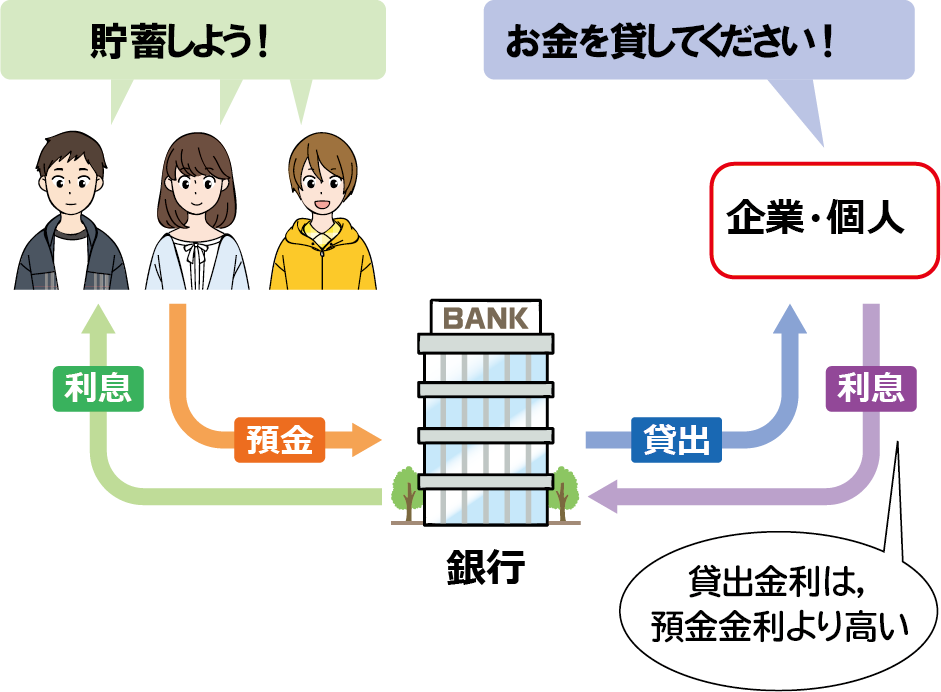 貯蓄しよう！
お金を貸してください！
企業・個人
BANK
利息
利息
預金
貸出
銀行
貸出金利は，
預金金利より高い